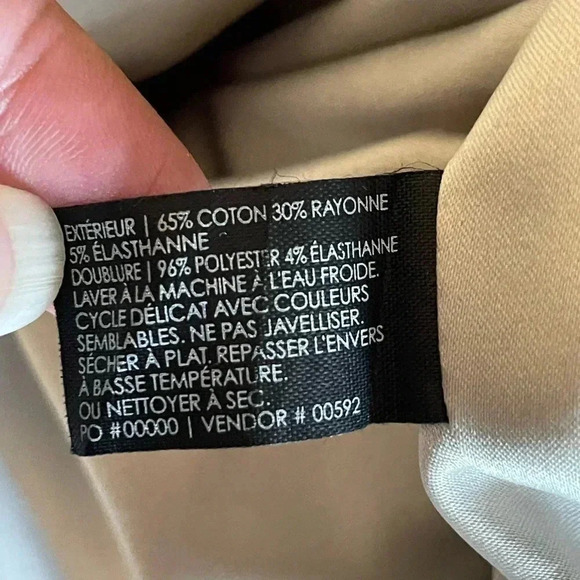 EXTÉRIEUR | 65% COTON 30% RAYONNE
5% ÉLASTHANNE
DOUBLURE | 96% POLYESTER 4% ÉLASTHANNE
LAVER À LA MACHINE À L'EAU FROIDE.
CYCLE DÉLICAT AVEC COULEURS
SEMBLABLES. NE PAS JAVELLISER.
SÉCHER À PLAT. REPASSER L'ENVERS
À BASSE TEMPÉRATURE.
OU NETTOYER À SEC.
PO #00000 | VENDOR # 00592